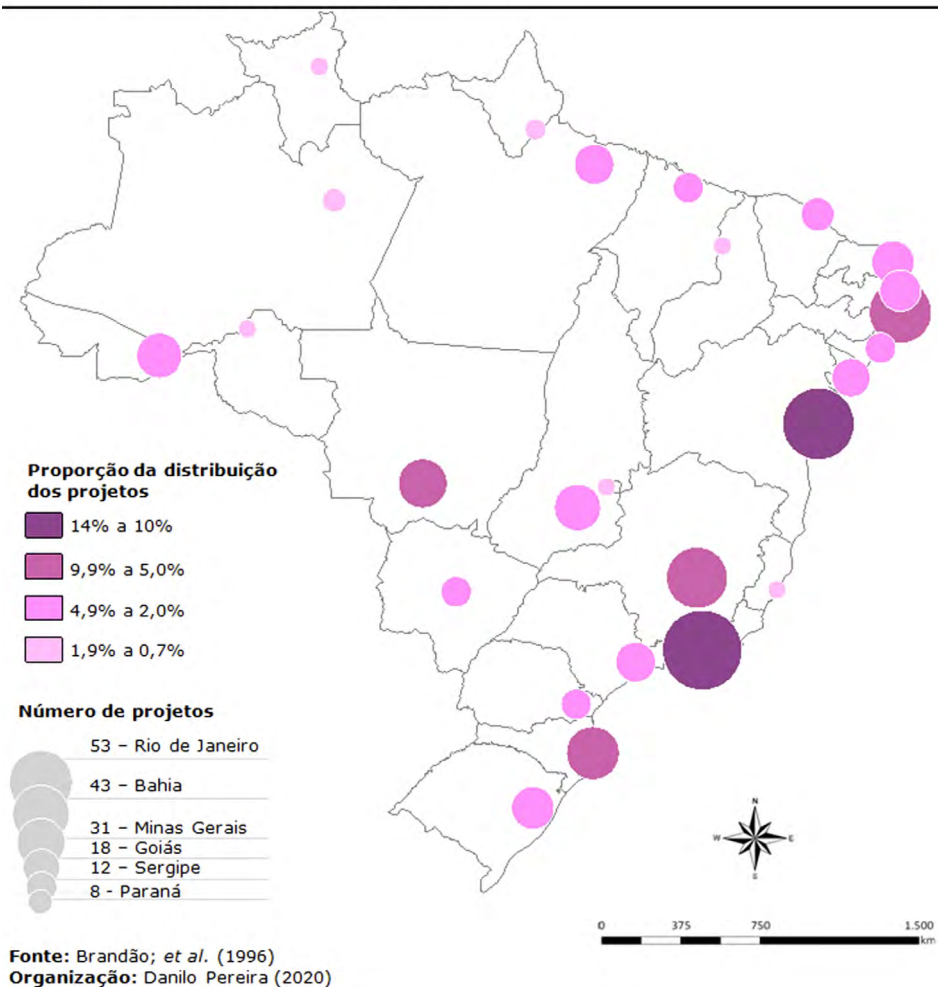 Proporção da distribuição
dos projetos
14% a 10%
9,9% a 5,0%
4,9% a 2,0%
1,9% a 0,7%
Número de projetos
53 – Rio de Janeiro
43 – Bahia
31 – Minas Gerais
18 – Goiás
12 – Sergipe
8 - Paraná
N
W E
S
0 375 750 1.500
km
Fonte: Brandão; et al. (1996)
Organização: Danilo Pereira (2020)